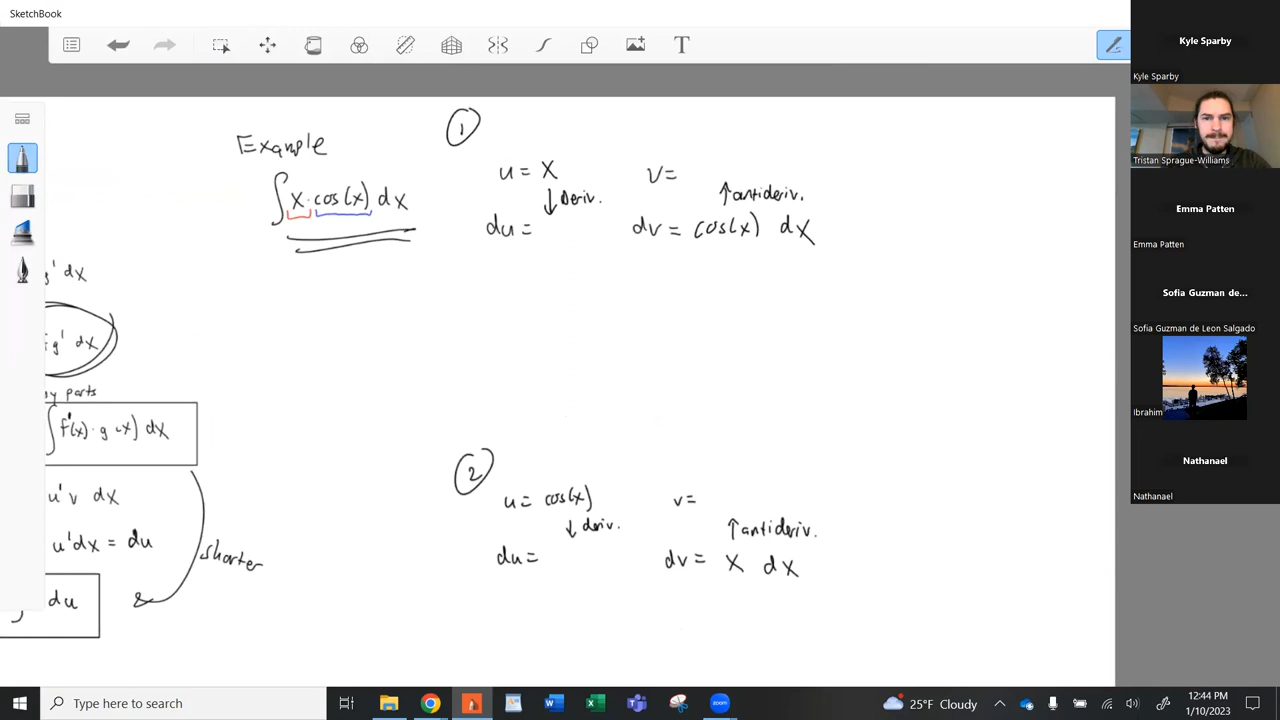 SketchBook
Example
∫ x · cos(x) dx
①
u = x
↓ Deriv.
du =
v =
↑ antideriv.
dv = cos(x) dx
g' dx
fg' dx
by parts
∫ f'(x) · g(x) dx
u'v dx
u'dx = du
du
shorter
②
u = cos(x)
↓ deriv.
du =
v =
↑ antideriv.
dv = x dx
Kyle Sparby
Kyle Sparby
Tristan Sprague-Williams
Emma Patten
Emma Patten
Sofia Guzman de...
Sofia Guzman de Leon Salgado
Ibrahim
Nathanael
Nathanael
Type here to search
25°F Cloudy
12:44 PM
1/10/2023